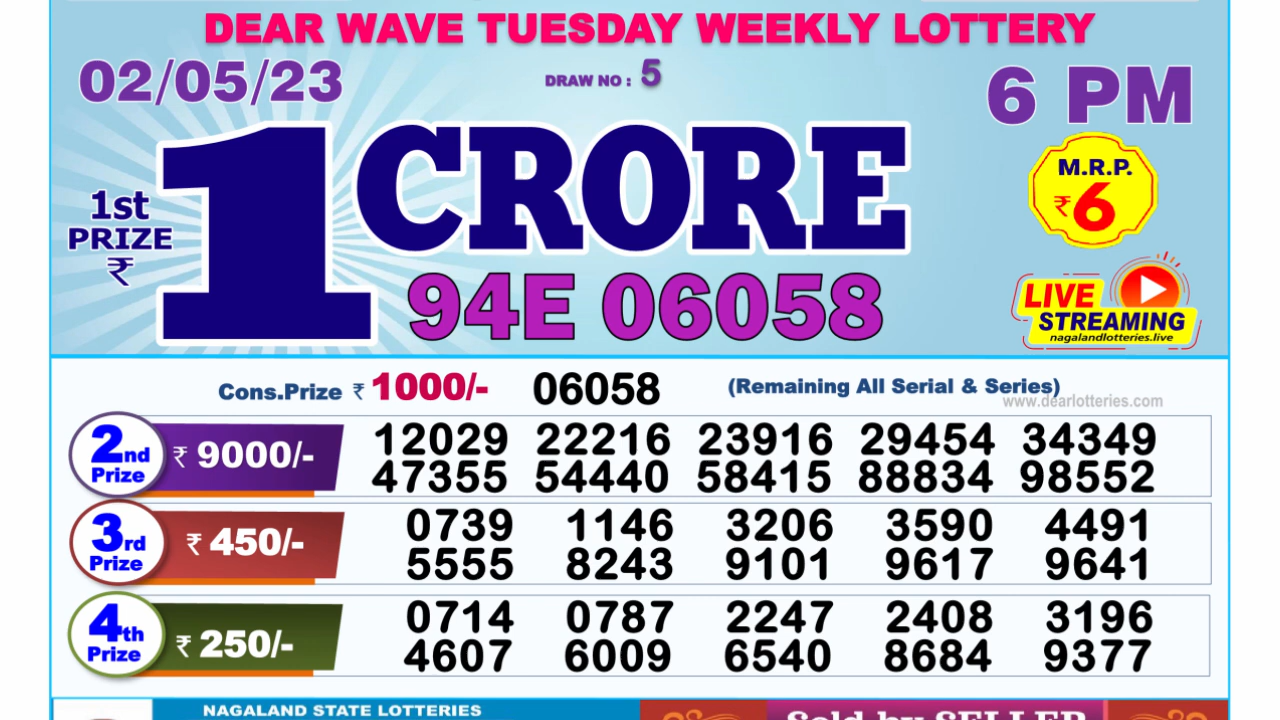 DEAR WAVE TUESDAY WEEKLY LOTTERY
02/05/23
DRAW NO : 5
6 PM
1st
PRIZE
₹
1 CRORE
94E 06058
M.R.P.
₹6
LIVE
STREAMING
nagalandlotteries.live
Cons.Prize ₹ 1000/- 06058 (Remaining All Serial & Series)
www.dearlotteries.com
2nd
Prize
₹ 9000/-
12029 22216 23916 29454 34349
47355 54440 58415 88834 98552
3rd
Prize
₹ 450/-
0739 1146 3206 3590 4491
5555 8243 9101 9617 9641
4th
Prize
₹ 250/-
0714 0787 2247 2408 3196
4607 6009 6540 8684 9377
NAGALAND STATE LOTTERIES
Sold by SELLER